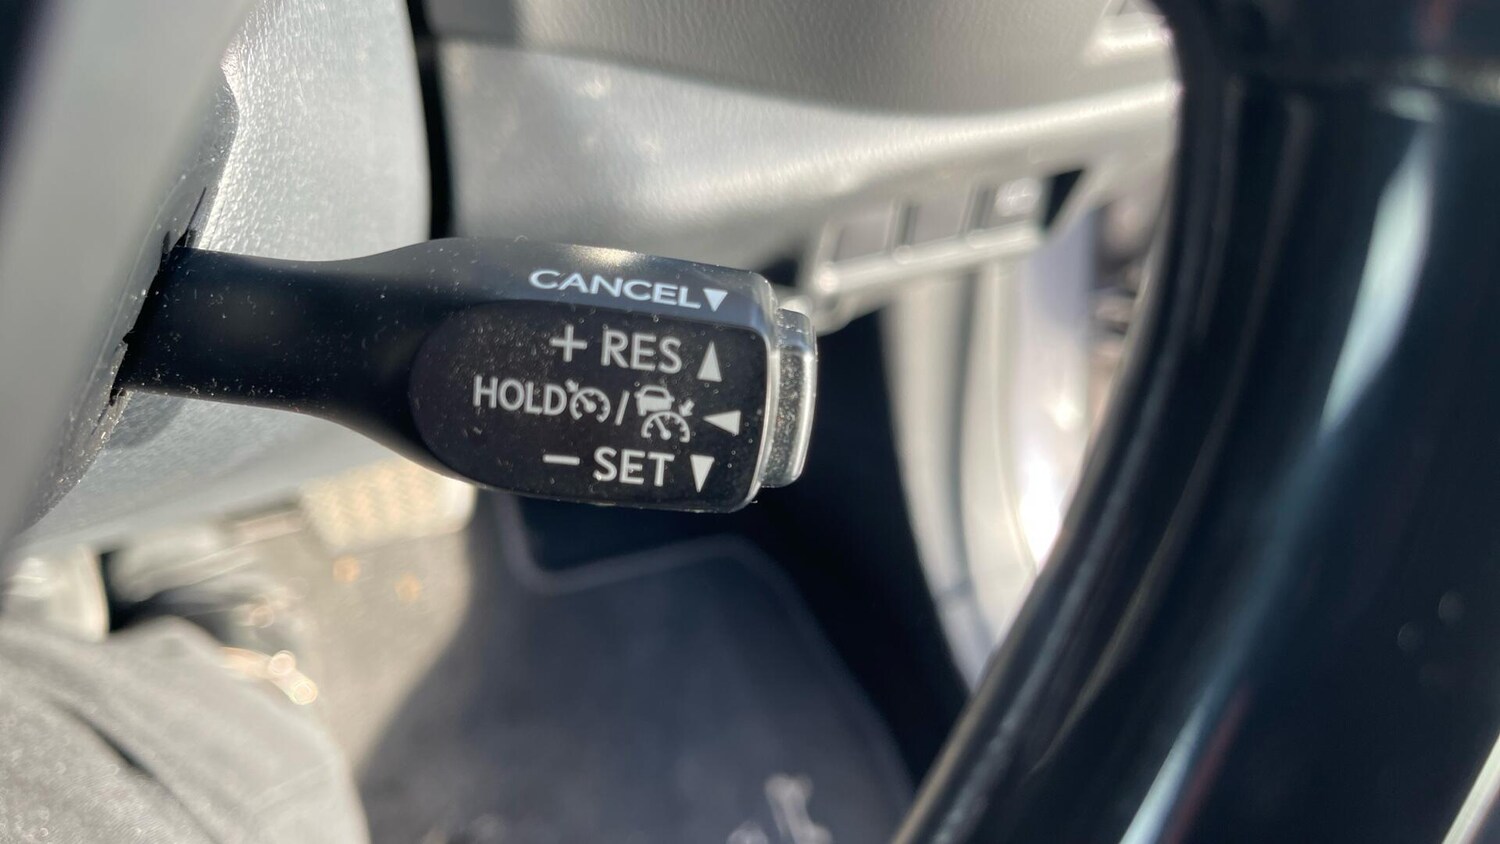 CANCEL▼
+ RES ▲
HOLD / ◀
− SET ▼